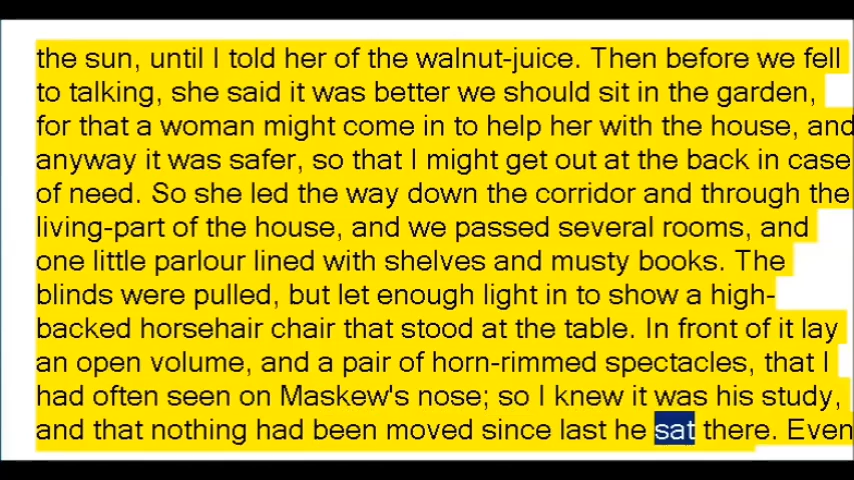 the sun, until I told her of the walnut-juice. Then before we fell
to talking, she said it was better we should sit in the garden,
for that a woman might come in to help her with the house, and
anyway it was safer, so that I might get out at the back in case
of need. So she led the way down the corridor and through the
living-part of the house, and we passed several rooms, and
one little parlour lined with shelves and musty books. The
blinds were pulled, but let enough light in to show a high-
backed horsehair chair that stood at the table. In front of it lay
an open volume, and a pair of horn-rimmed spectacles, that I
had often seen on Maskew's nose; so I knew it was his study,
and that nothing had been moved since last he sat there. Even